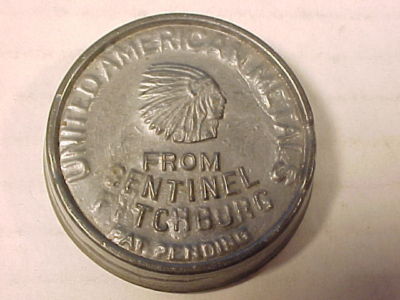 UNITED AMERICAN METALS
FROM
SENTINEL
FITCHBURG
PAT. PENDING